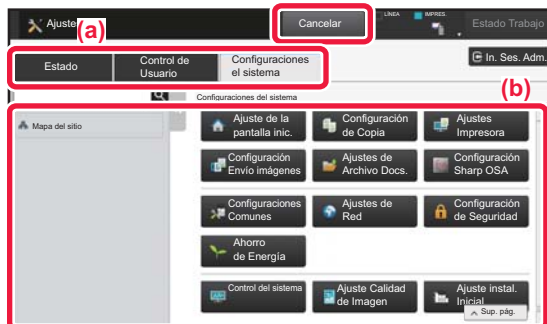 Ajustes
(a)
Cancelar
LÍNEA
IMPRES.
Estado Trabajo
Estado
Control de
Usuario
Configuraciones
el sistema
In. Ses. Adm.
(b)
Configuraciones del sistema
Mapa del sitio
Ajuste de la
pantalla inic.
Configuración
de Copia
Ajustes
Impresora
Configuración
Envío imágenes
Ajustes de
Archivo Docs.
Configuración
Sharp OSA
Configuraciones
Comunes
Ajustes de
Red
Configuración
de Seguridad
Ahorro
de Energía
Control del sistema
Ajuste Calidad
de Imagen
Ajuste instal.
Inicial
Sup. pág.